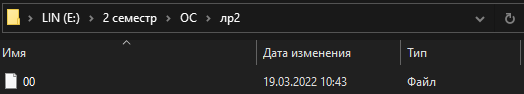 LIN (E:) › 2 семестр › ОС › лр2
Имя Дата изменения Тип
00 19.03.2022 10:43 Файл